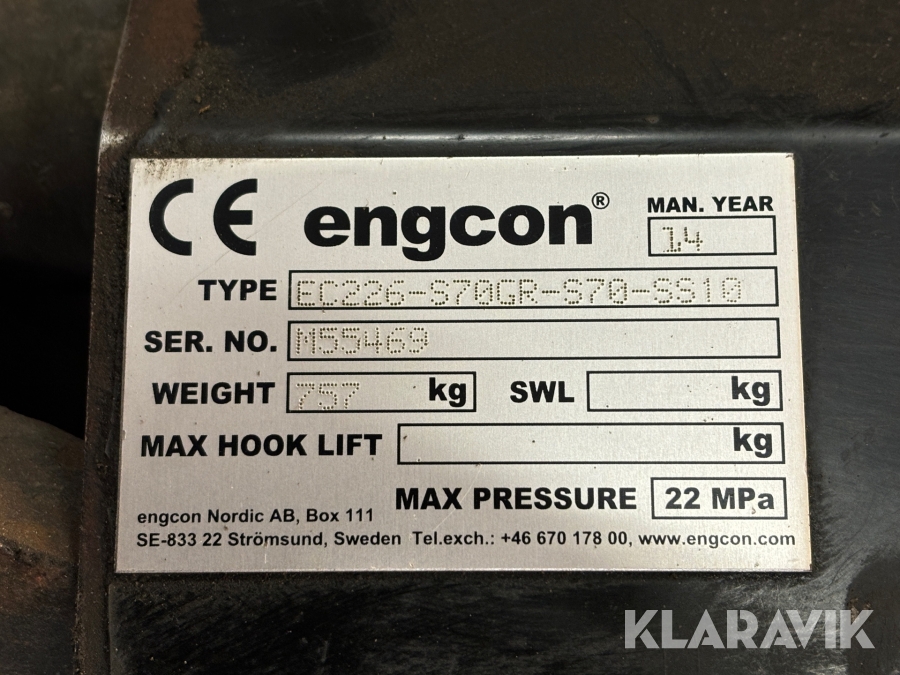 CE engcon® MAN. YEAR
14
TYPE EC226-S70GR-S70-SS10
SER. NO. M55469
WEIGHT 757 kg SWL kg
MAX HOOK LIFT kg
MAX PRESSURE 22 MPa
engcon Nordic AB, Box 111
SE-833 22 Strömsund, Sweden Tel.exch.: +46 670 178 00, www.engcon.com
KLARAVIK